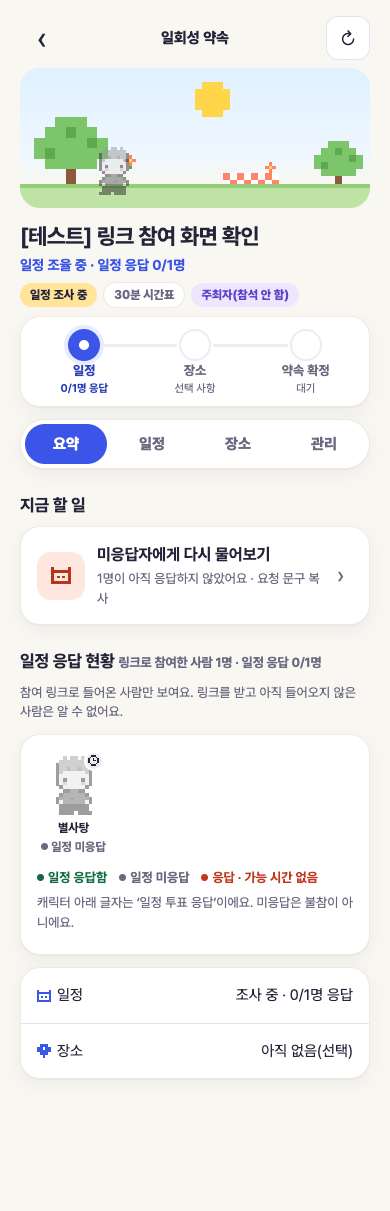 일회성 약속
[테스트] 링크 참여 화면 확인
일정 조율 중 · 일정 응답 0/1명
일정 조사 중
30분 시간표
주최자(참석 안 함)
일정
장소
약속 확정
0/1명 응답
선택 사항
대기
요약
일정
장소
관리
지금 할 일
미응답자에게 다시 물어보기
1명이 아직 응답하지 않았어요 · 요청 문구 복
사
일정 응답 현황 링크로 참여한 사람 1명 · 일정 응답 0/1명
참여 링크로 들어온 사람만 보여요. 링크를 받고 아직 들어오지 않은
사람은 알 수 없어요.
별사탕
일정 미응답
일정 응답함
일정 미응답
응답 · 가능 시간 없음
캐릭터 아래 글자는 ‘일정 투표 응답’이에요. 미응답은 불참이 아
니에요.
일정
조사 중 · 0/1명 응답
장소
아직 없음(선택)